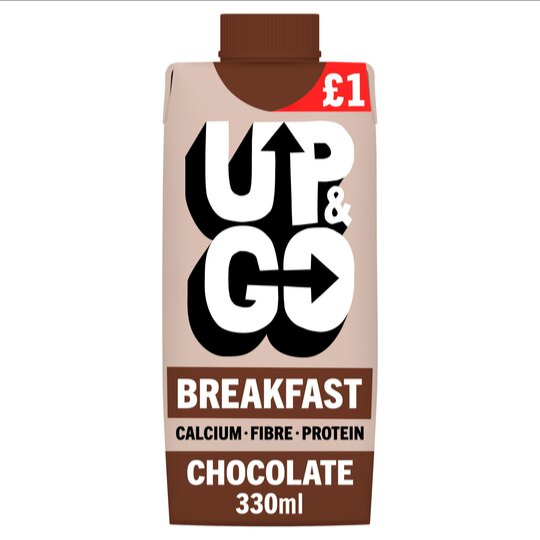 £1
UP
&
GO
BREAKFAST
CALCIUM·FIBRE·PROTEIN
CHOCOLATE
330ml